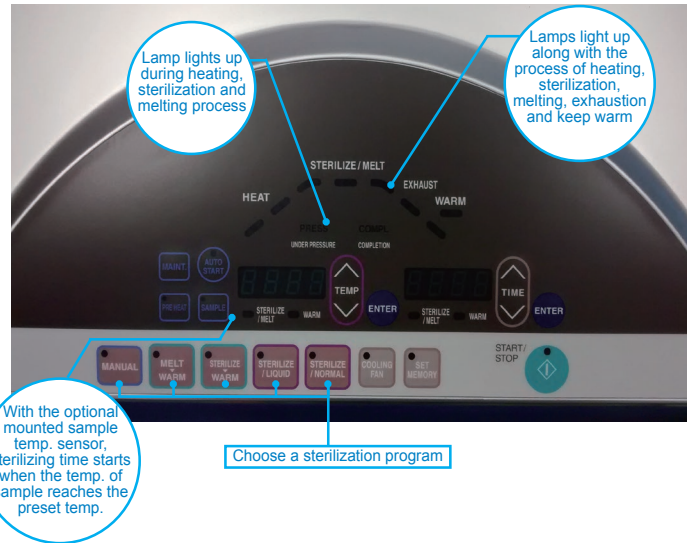 Lamp lights up
during heating,
sterilization and
melting process
Lamps light up
along with the
process of heating,
sterilization,
melting, exhaustion
and keep warm
STERILIZE / MELT
HEAT
EXHAUST
WARM
PRESS
COMPL
UNDER PRESSURE
COMPLETION
MAINT.
AUTO
START
PREHEAT
SAMPLE
TEMP
ENTER
STERILIZE
/MELT
WARM
TIME
ENTER
STERILIZE
/MELT
WARM
START/
STOP
MANUAL
MELT
WARM
STERILIZE
WARM
STERILIZE
/ LIQUID
STERILIZE
/ NORMAL
COOLING
FAN
SET
MEMORY
With the optional
mounted sample
temp. sensor,
terilizing time starts
when the temp. of
sample reaches the
preset temp.
Choose a sterilization program